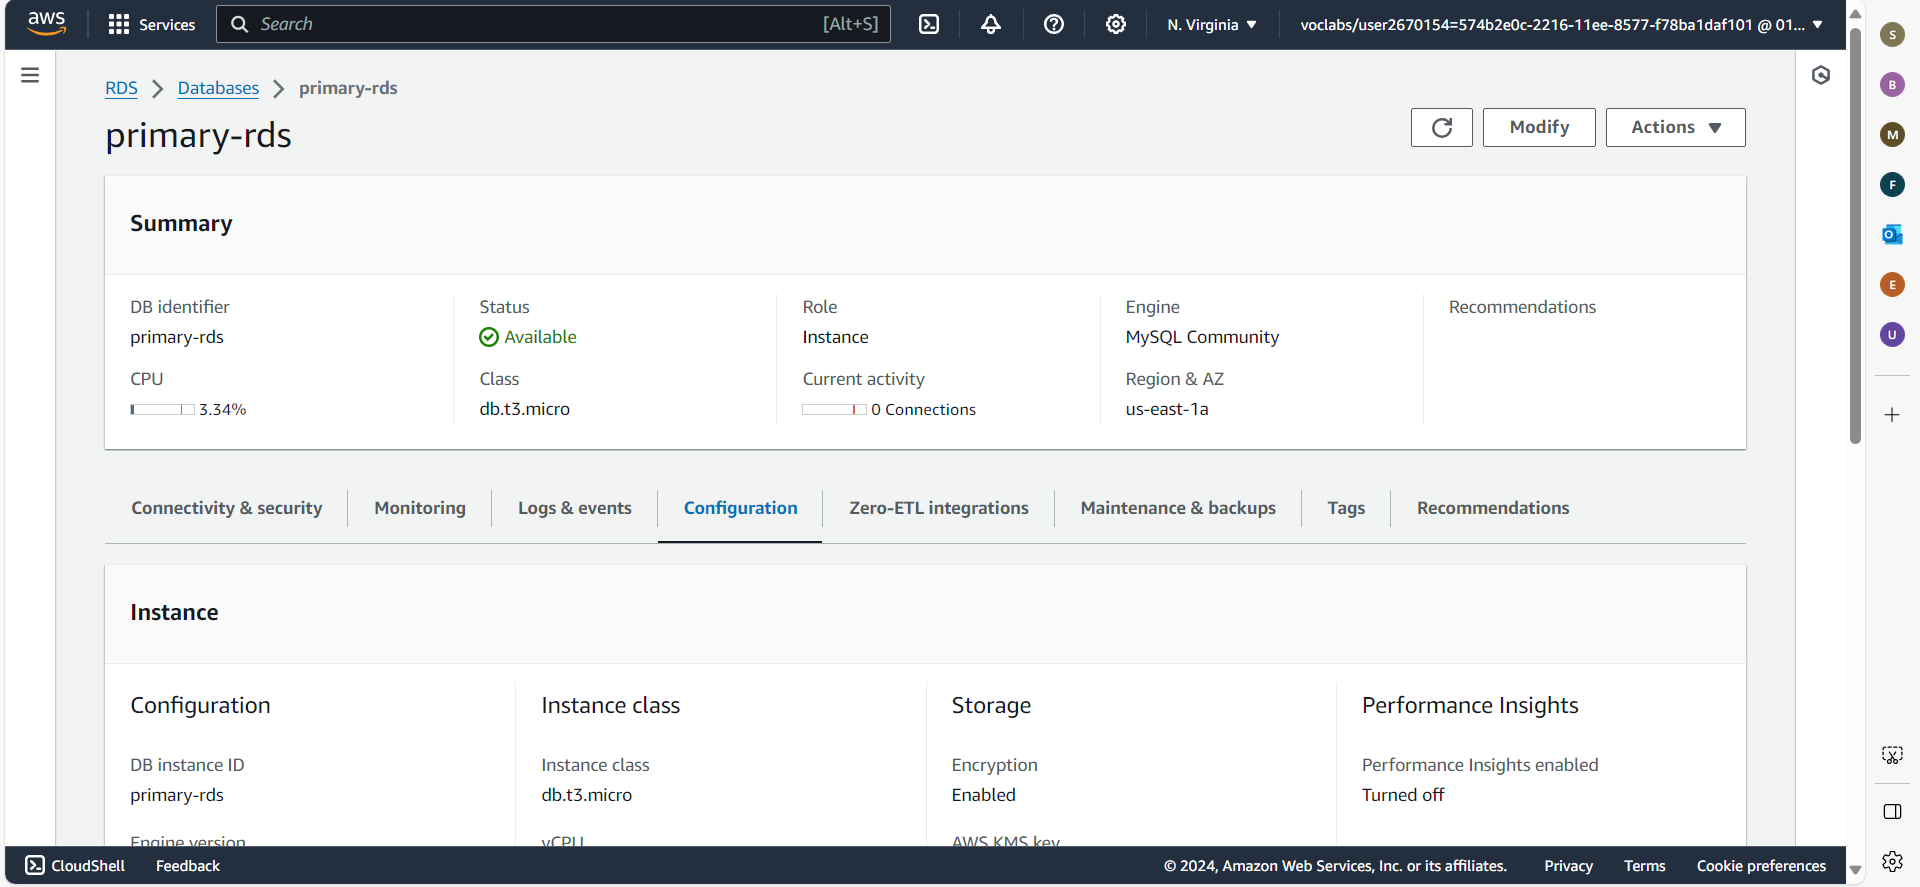 aws Services Search [Alt+S] N. Virginia voclabs/user2670154=574b2e0c-2216-11ee-8577-f78ba1daf101 @ 01...
RDS Databases primary-rds
primary-rds
Modify Actions
Summary
DB identifier Status Role Engine Recommendations
primary-rds Available Instance MySQL Community
CPU Class Current activity Region & AZ
3.34% db.t3.micro 0 Connections us-east-1a
Connectivity & security Monitoring Logs & events Configuration Zero-ETL integrations Maintenance & backups Tags Recommendations
Instance
Configuration Instance class Storage Performance Insights
DB instance ID Instance class Encryption Performance Insights enabled
primary-rds db.t3.micro Enabled Turned off
Engine version vCPU AWS KMS key
CloudShell Feedback © 2024, Amazon Web Services, Inc. or its affiliates. Privacy Terms Cookie preferences
S
B
M
F
O
E
U